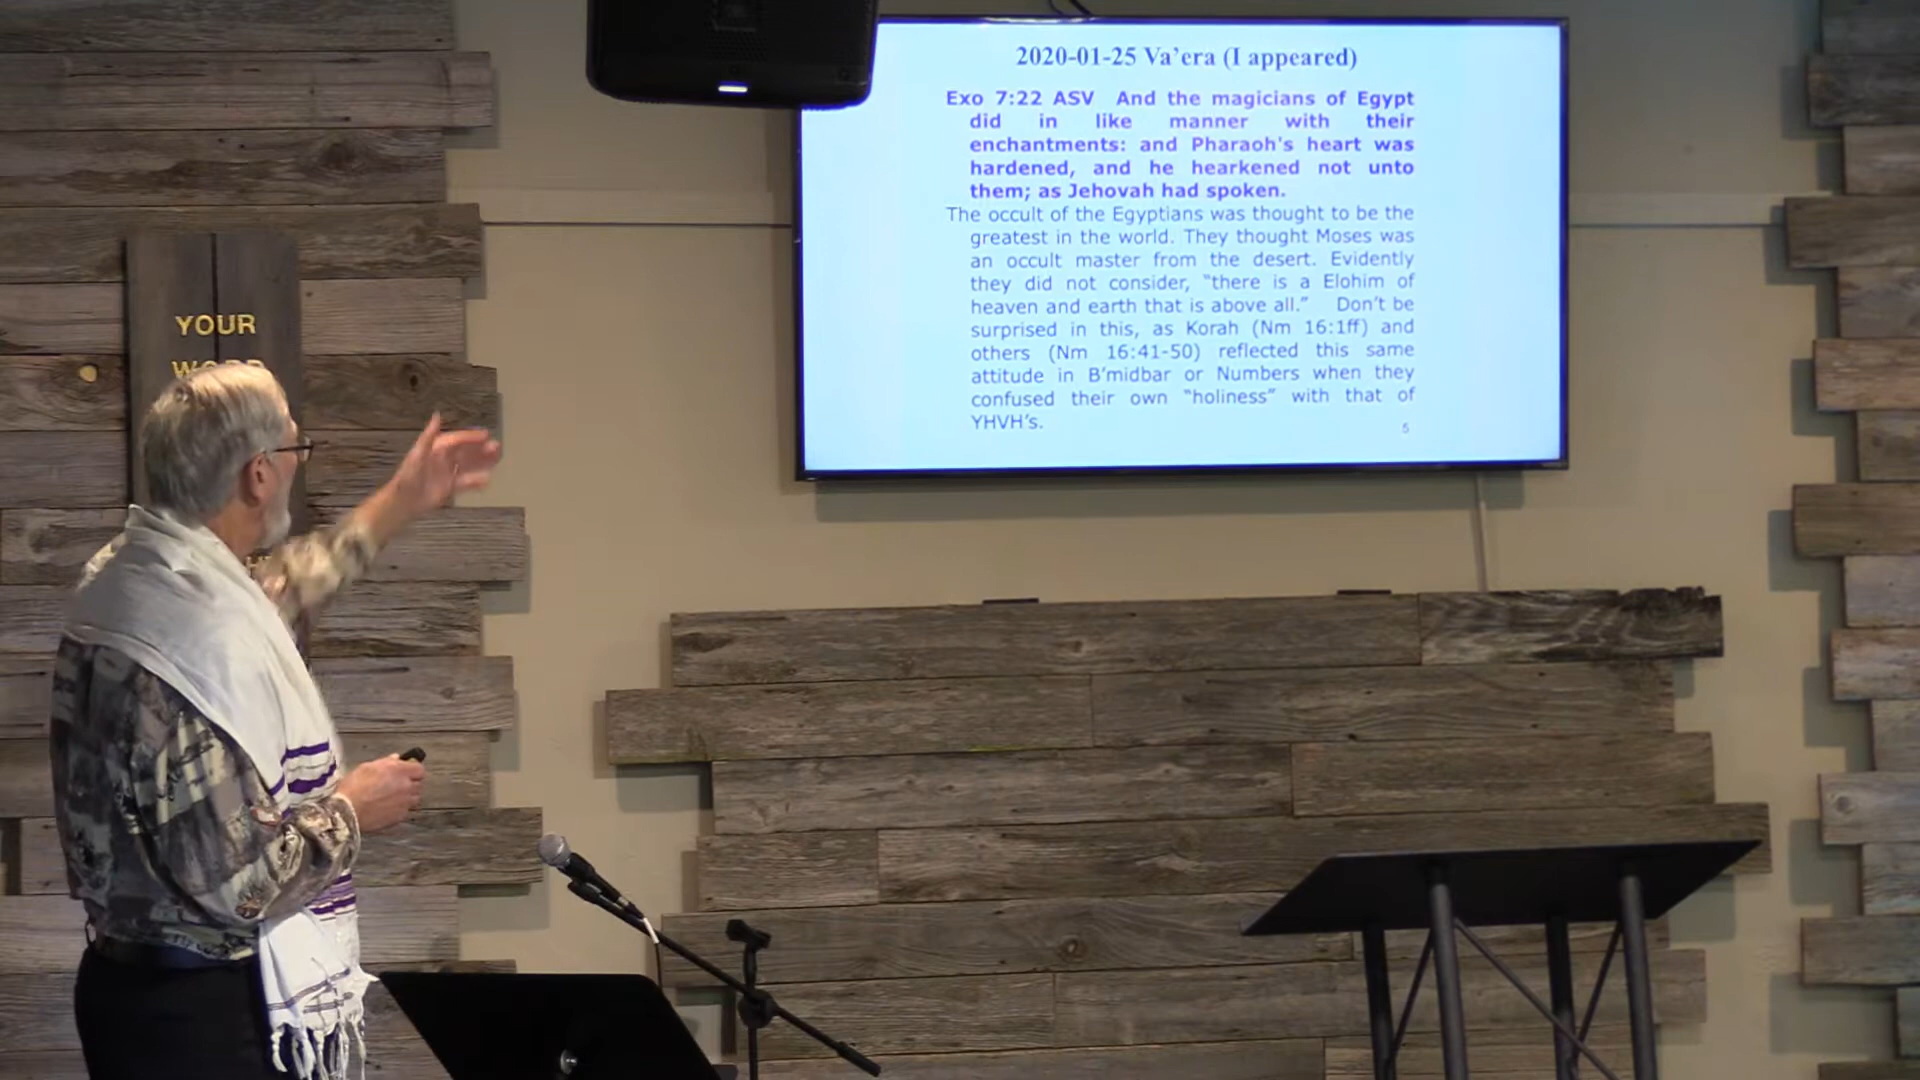 2020-01-25 Va'era (I appeared)
Exo 7:22 ASV And the magicians of Egypt
did in like manner with their
enchantments: and Pharaoh's heart was
hardened, and he hearkened not unto
them; as Jehovah had spoken.
The occult of the Egyptians was thought to be the
greatest in the world. They thought Moses was
an occult master from the desert. Evidently
they did not consider, “there is a Elohim of
heaven and earth that is above all.” Don't be
surprised in this, as Korah (Nm 16:1ff) and
others (Nm 16:41-50) reflected this same
attitude in B'midbar or Numbers when they
confused their own “holiness” with that of
YHVH's.
5
YOUR
WORD